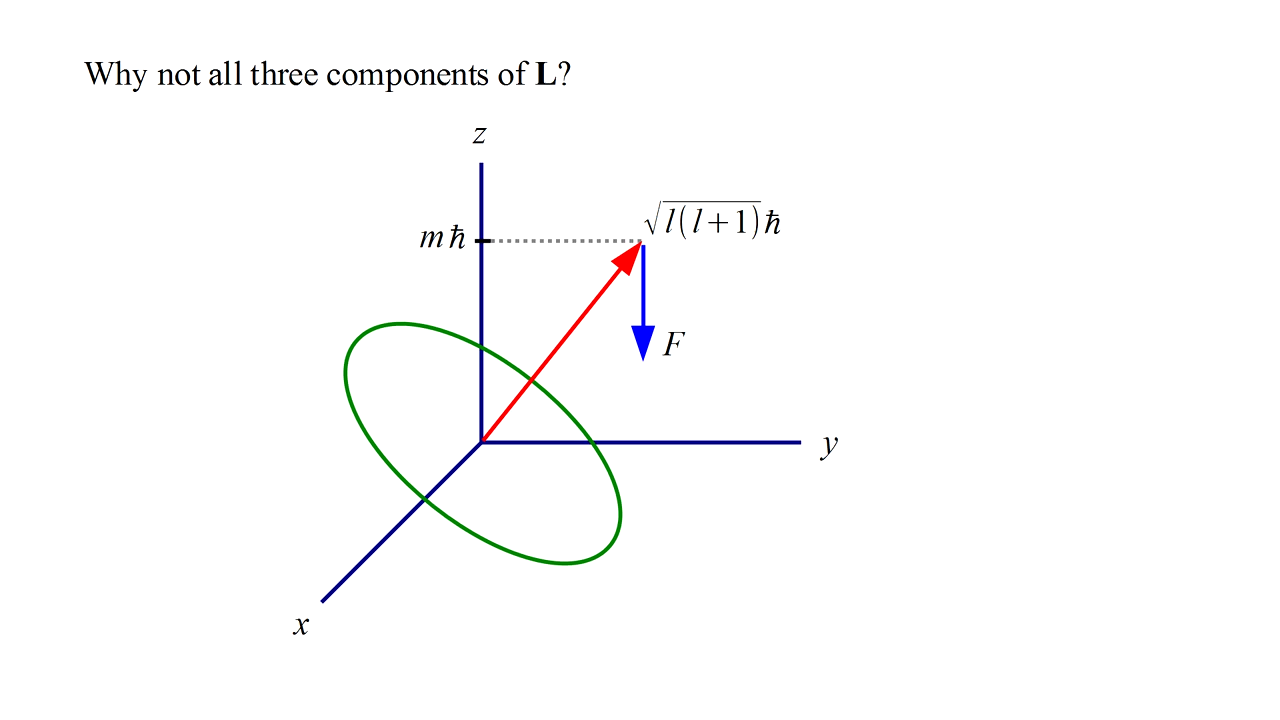 Why not all three components of L?
z
√l(l+1)ħ
mħ
F
y
x